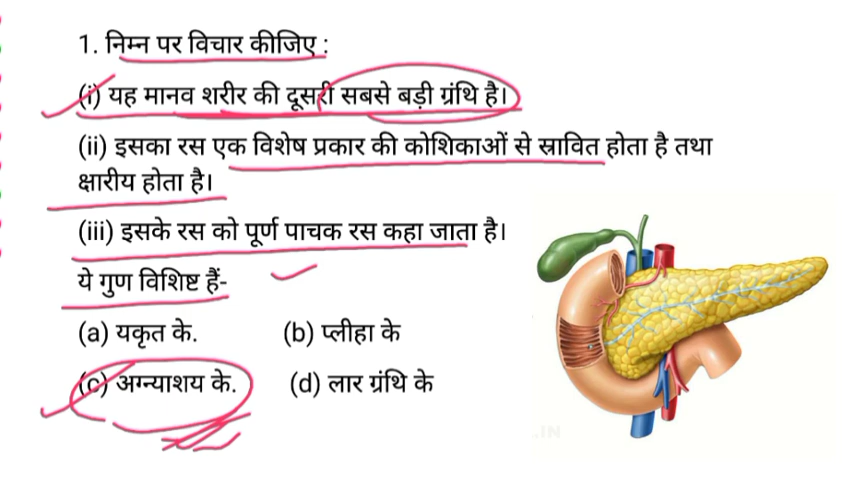 1. निम्न पर विचार कीजिए :
(i) यह मानव शरीर की दूसरी सबसे बड़ी ग्रंथि है।
(ii) इसका रस एक विशेष प्रकार की कोशिकाओं से स्रावित होता है तथा
क्षारीय होता है।
(iii) इसके रस को पूर्ण पाचक रस कहा जाता है।
ये गुण विशिष्ट हैं-
(a) यकृत के. (b) प्लीहा के
(c) अग्न्याशय के. (d) लार ग्रंथि के
.IN